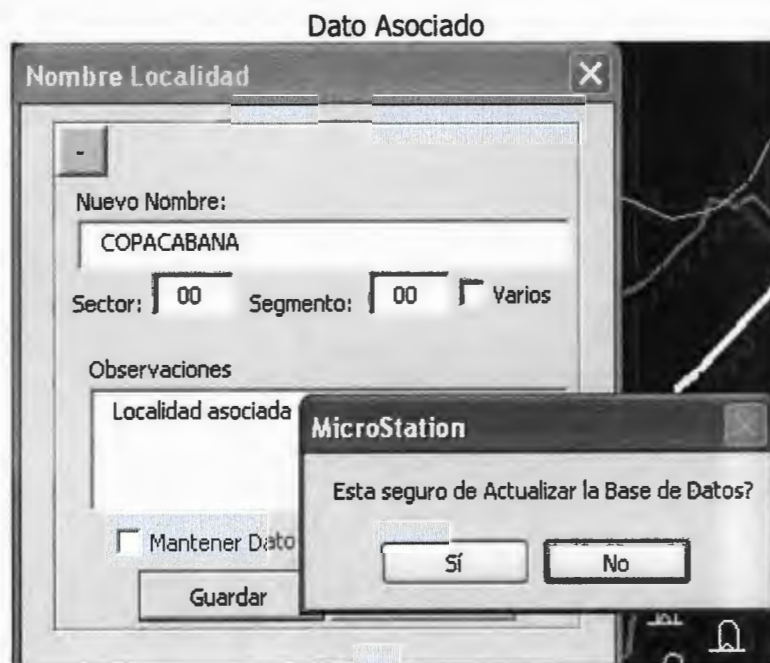 Dato Asociado
Nombre Localidad
-
Nuevo Nombre:
COPACABANA
Sector: 00 Segmento: 00 Varios
Observaciones
Localidad asociada
MicroStation
Esta seguro de Actualizar la Base de Datos?
Mantener Dato
Sí No
Guardar